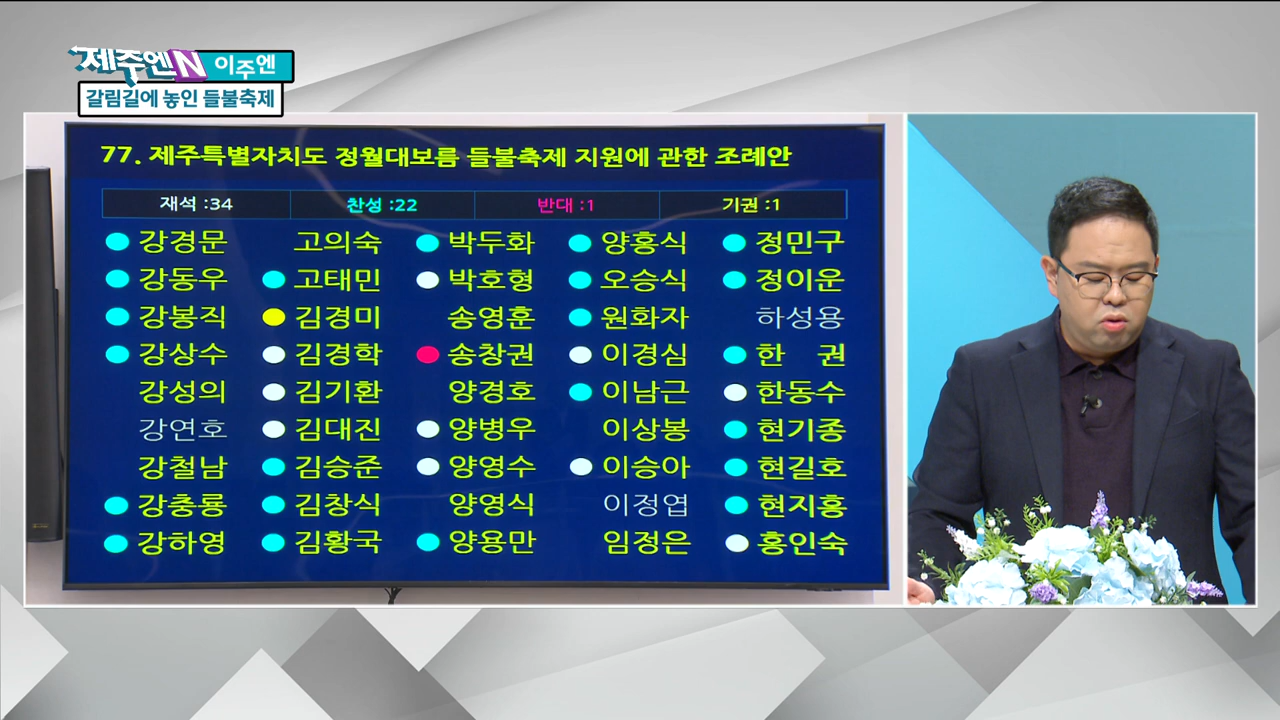 제주엔N 이주엔
갈림길에 놓인 들불축제
77. 제주특별자치도 정월대보름 들불축제 지원에 관한 조례안
재석 :34 찬성 :22 반대 :1 기권 :1
강경문 고의숙 박두화 양홍식 정민구
강동우 고태민 박호형 오승식 정이운
강봉직 김경미 송영훈 원화자 하성용
강상수 김경학 송창권 이경심 한 권
강성의 김기환 양경호 이남근 한동수
강연호 김대진 양병우 이상봉 현기종
강철남 김승준 양영수 이승아 현길호
강충룡 김창식 양영식 이정엽 현지홍
강하영 김황국 양용만 임정은 홍인숙